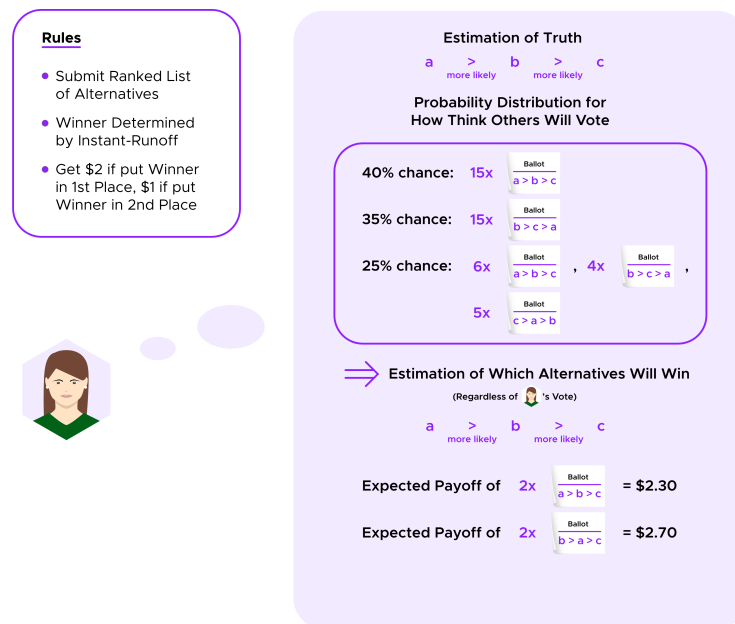 Rules
• Submit Ranked List
of Alternatives
• Winner Determined
by Instant-Runoff
• Get $2 if put Winner
in 1st Place, $1 if put
Winner in 2nd Place
Estimation of Truth
a > b > c
more likely more likely
Probability Distribution for
How Think Others Will Vote
40% chance: 15x Ballot
a > b > c
35% chance: 15x Ballot
b > c > a
25% chance: 6x Ballot , 4x Ballot ,
a > b > c b > c > a
5x Ballot
c > a > b
⇒ Estimation of Which Alternatives Will Win
(Regardless of 's Vote)
a > b > c
more likely more likely
Expected Payoff of 2x Ballot = $2.30
a > b > c
Expected Payoff of 2x Ballot = $2.70
b > a > c